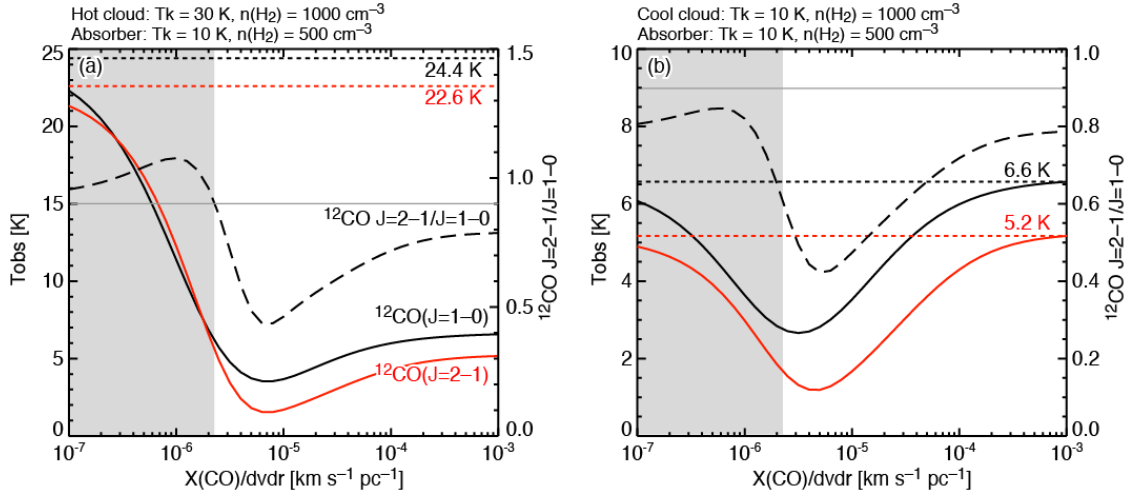 Hot cloud: Tk = 30 K, n(H₂) = 1000 cm⁻³
Absorber: Tk = 10 K, n(H₂) = 500 cm⁻³
(a)
24.4 K
22.6 K
¹²CO J=2–1/J=1–0
¹²CO(J=1–0)
¹²CO(J=2–1)
25
20
15
10
5
0
Tobs [K]
1.5
1.0
0.5
0.0
¹²CO J=2–1/J=1–0
10⁻⁷
10⁻⁶
10⁻⁵
10⁻⁴
10⁻³
X(CO)/dvdr [km s⁻¹ pc⁻¹]
Cool cloud: Tk = 10 K, n(H₂) = 1000 cm⁻³
Absorber: Tk = 10 K, n(H₂) = 500 cm⁻³
(b)
6.6 K
5.2 K
10
8
6
4
2
0
Tobs [K]
1.0
0.8
0.6
0.4
0.2
0.0
¹²CO J=2–1/J=1–0
10⁻⁷
10⁻⁶
10⁻⁵
10⁻⁴
10⁻³
X(CO)/dvdr [km s⁻¹ pc⁻¹]